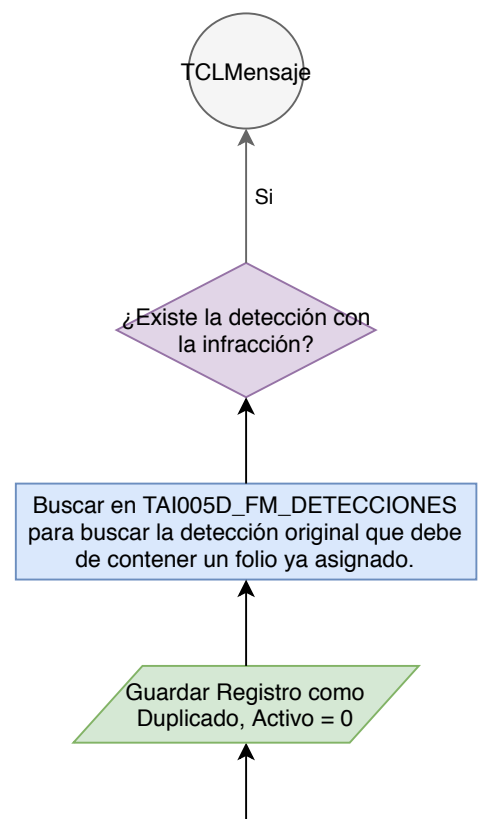 TCLMensaje
Si
¿Existe la detección con
la infracción?
Buscar en TAI005D_FM_DETECCIONES
para buscar la detección original que debe
de contener un folio ya asignado.
Guardar Registro como
Duplicado, Activo = 0